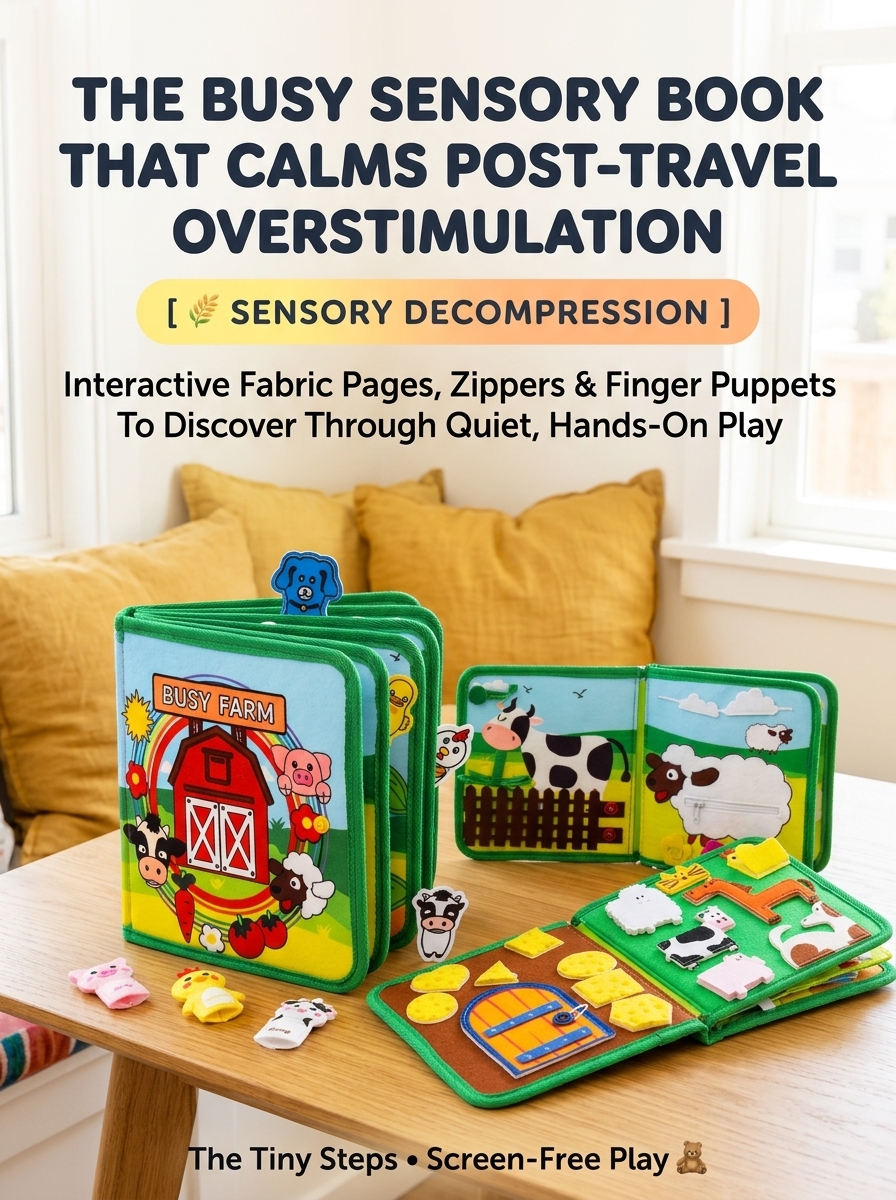 THE BUSY SENSORY BOOK
THAT CALMS POST-TRAVEL
OVERSTIMULATION
[ 🌾 SENSORY DECOMPRESSION ]
Interactive Fabric Pages, Zippers & Finger Puppets
To Discover Through Quiet, Hands-On Play
BUSY FARM
The Tiny Steps • Screen-Free Play 🧸